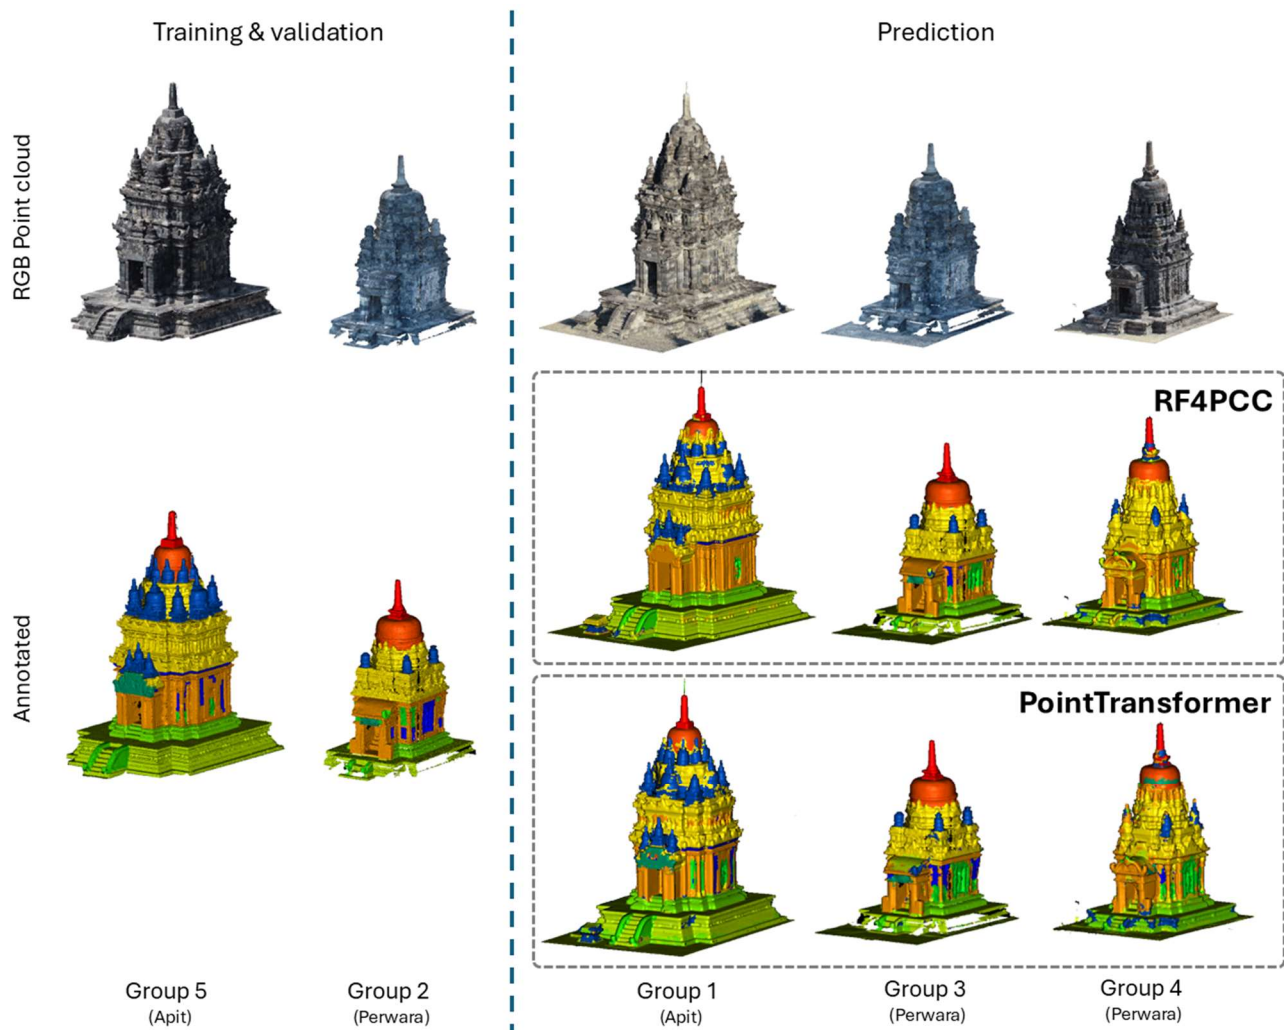 Training & validation
Prediction
RGB Point cloud
RF4PCC
Annotated
PointTransformer
Group 5
(Apit)
Group 2
(Perwara)
Group 1
(Apit)
Group 3
(Perwara)
Group 4
(Perwara)